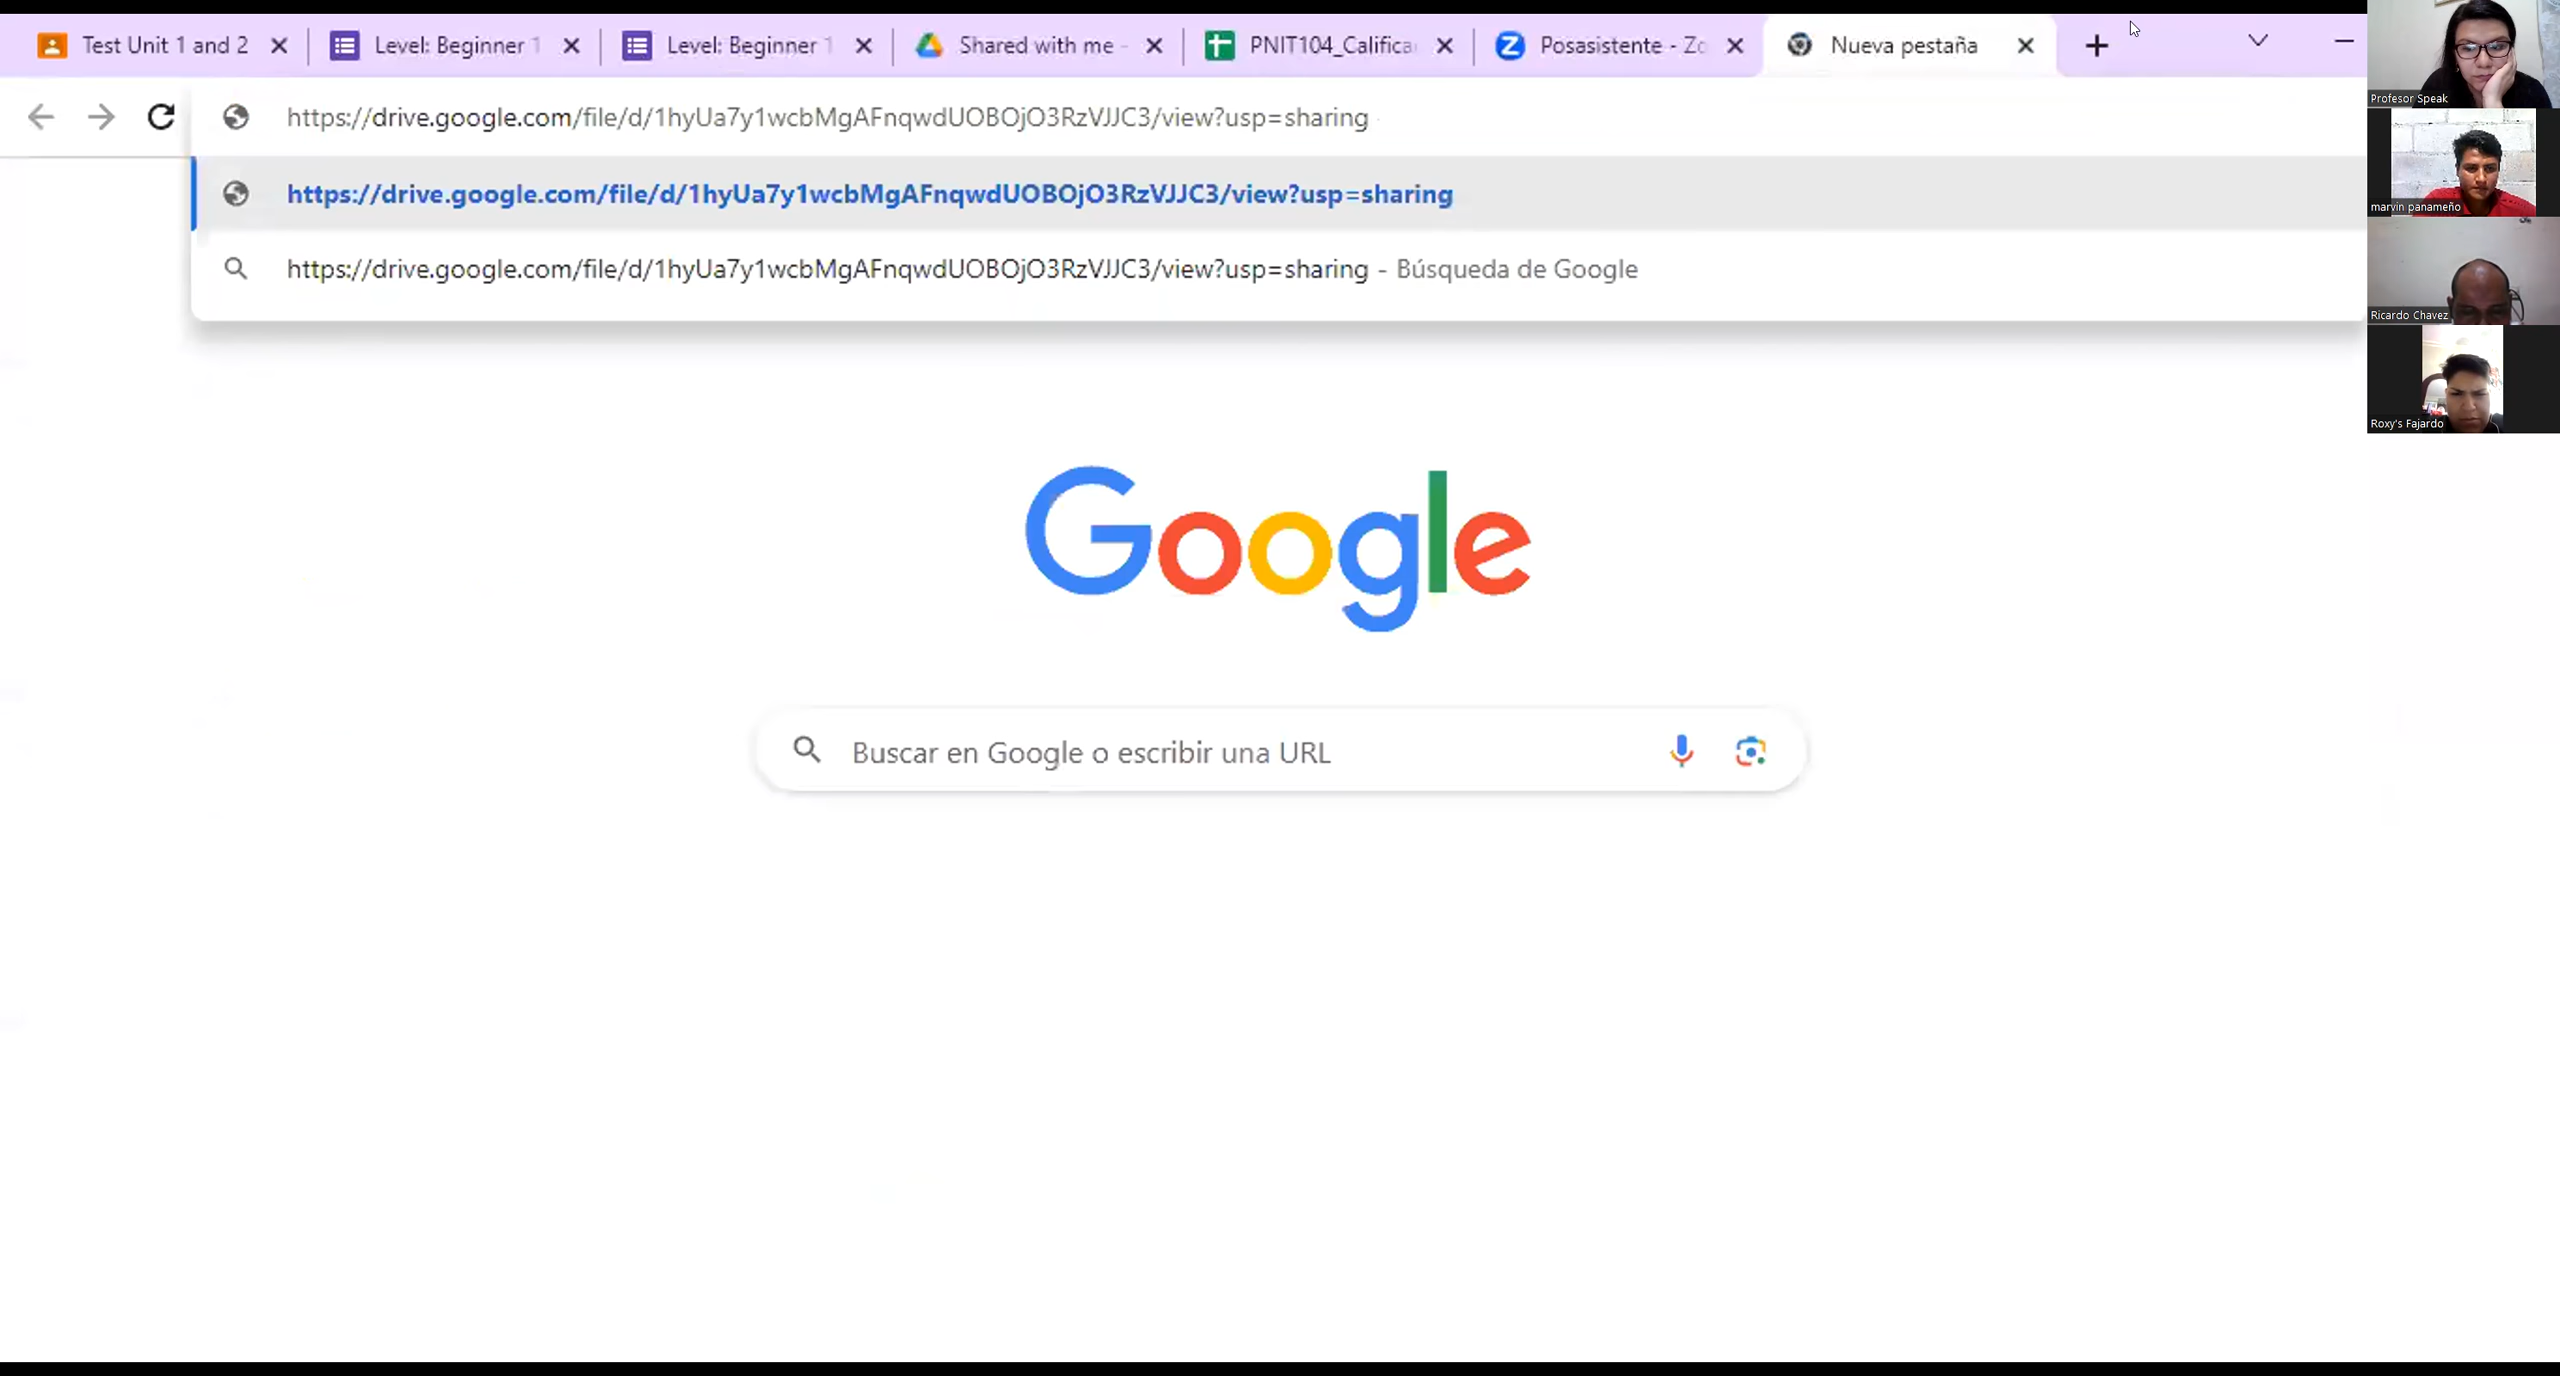 Test Unit 1 and 2
Level: Beginner 1
Level: Beginner 1
Shared with me -
PNIT104_Califica
Posasistente - Zo
Nueva pestaña
https://drive.google.com/file/d/1hyUa7y1wcbMgAFnqwdUOBOjO3RzVJJC3/view?usp=sharing
https://drive.google.com/file/d/1hyUa7y1wcbMgAFnqwdUOBOjO3RzVJJC3/view?usp=sharing
https://drive.google.com/file/d/1hyUa7y1wcbMgAFnqwdUOBOjO3RzVJJC3/view?usp=sharing - Búsqueda de Google
Profesor Speak
marvin panameño
Ricardo Chavez
Roxy's Fajardo
Google
Buscar en Google o escribir una URL